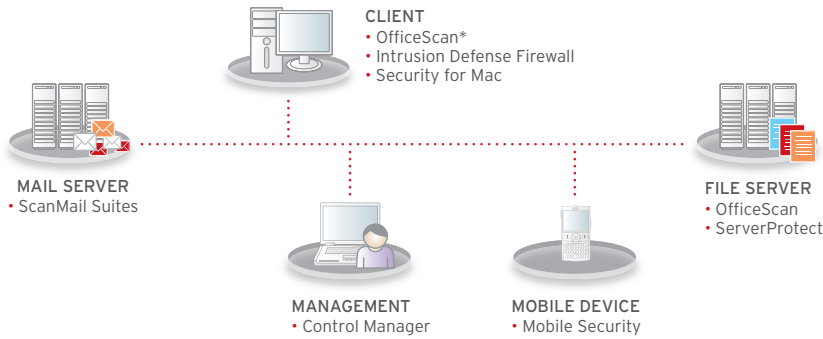 CLIENT
• OfficeScan*
• Intrusion Defense Firewall
• Security for Mac
MAIL SERVER
• ScanMail Suites
FILE SERVER
• OfficeScan
• ServerProtect
MANAGEMENT
• Control Manager
MOBILE DEVICE
• Mobile Security